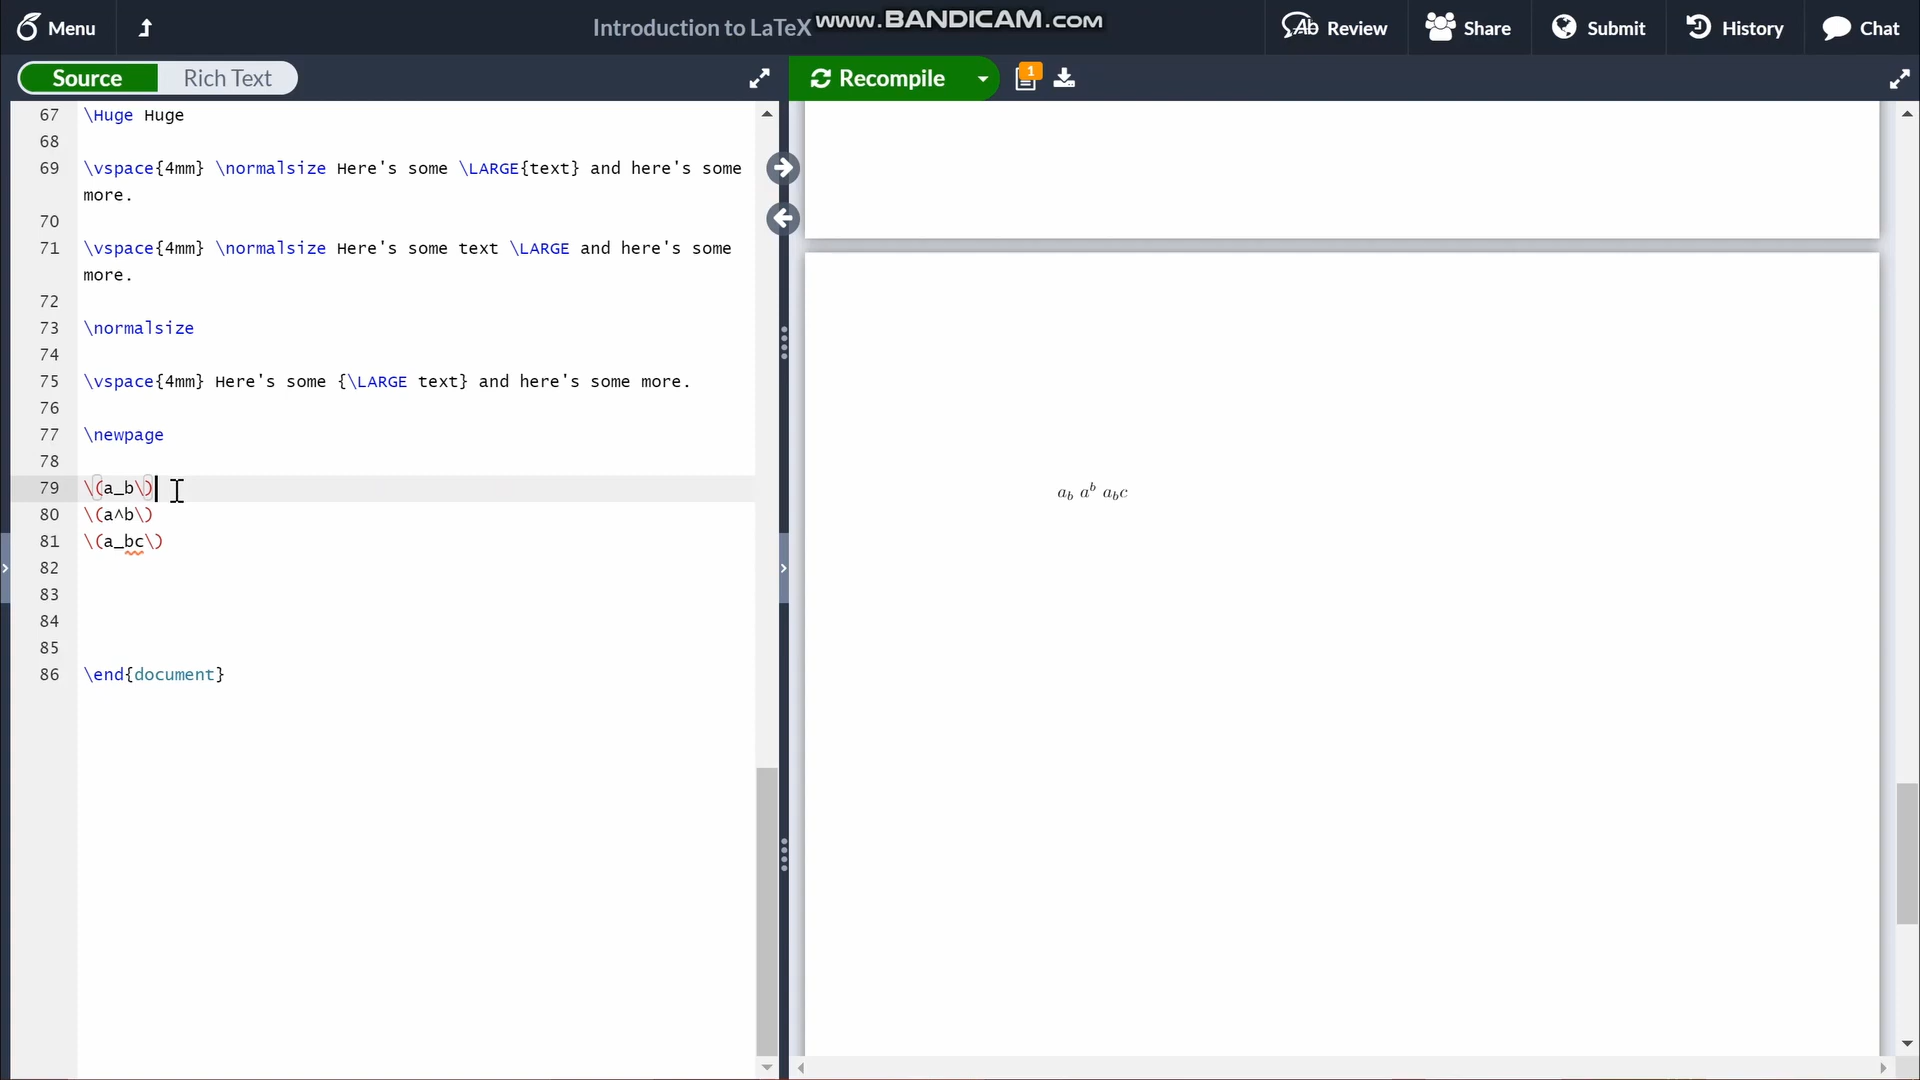 Menu
Introduction to LaTeX
www.BANDICAM.com
Review
Share
Submit
History
Chat
Source
Rich Text
Recompile
1
67 \Huge Huge
68
69 \vspace{4mm} \normalsize Here's some \LARGE{text} and here's some
more.
70
71 \vspace{4mm} \normalsize Here's some text \LARGE and here's some
more.
72
73 \normalsize
74
75 \vspace{4mm} Here's some {\LARGE text} and here's some more.
76
77 \newpage
78
79 \(a_b\)
80 \(a^b\)
81 \(a_bc\)
82
83
84
85
86 \end{document}
a_b a^b a_bc